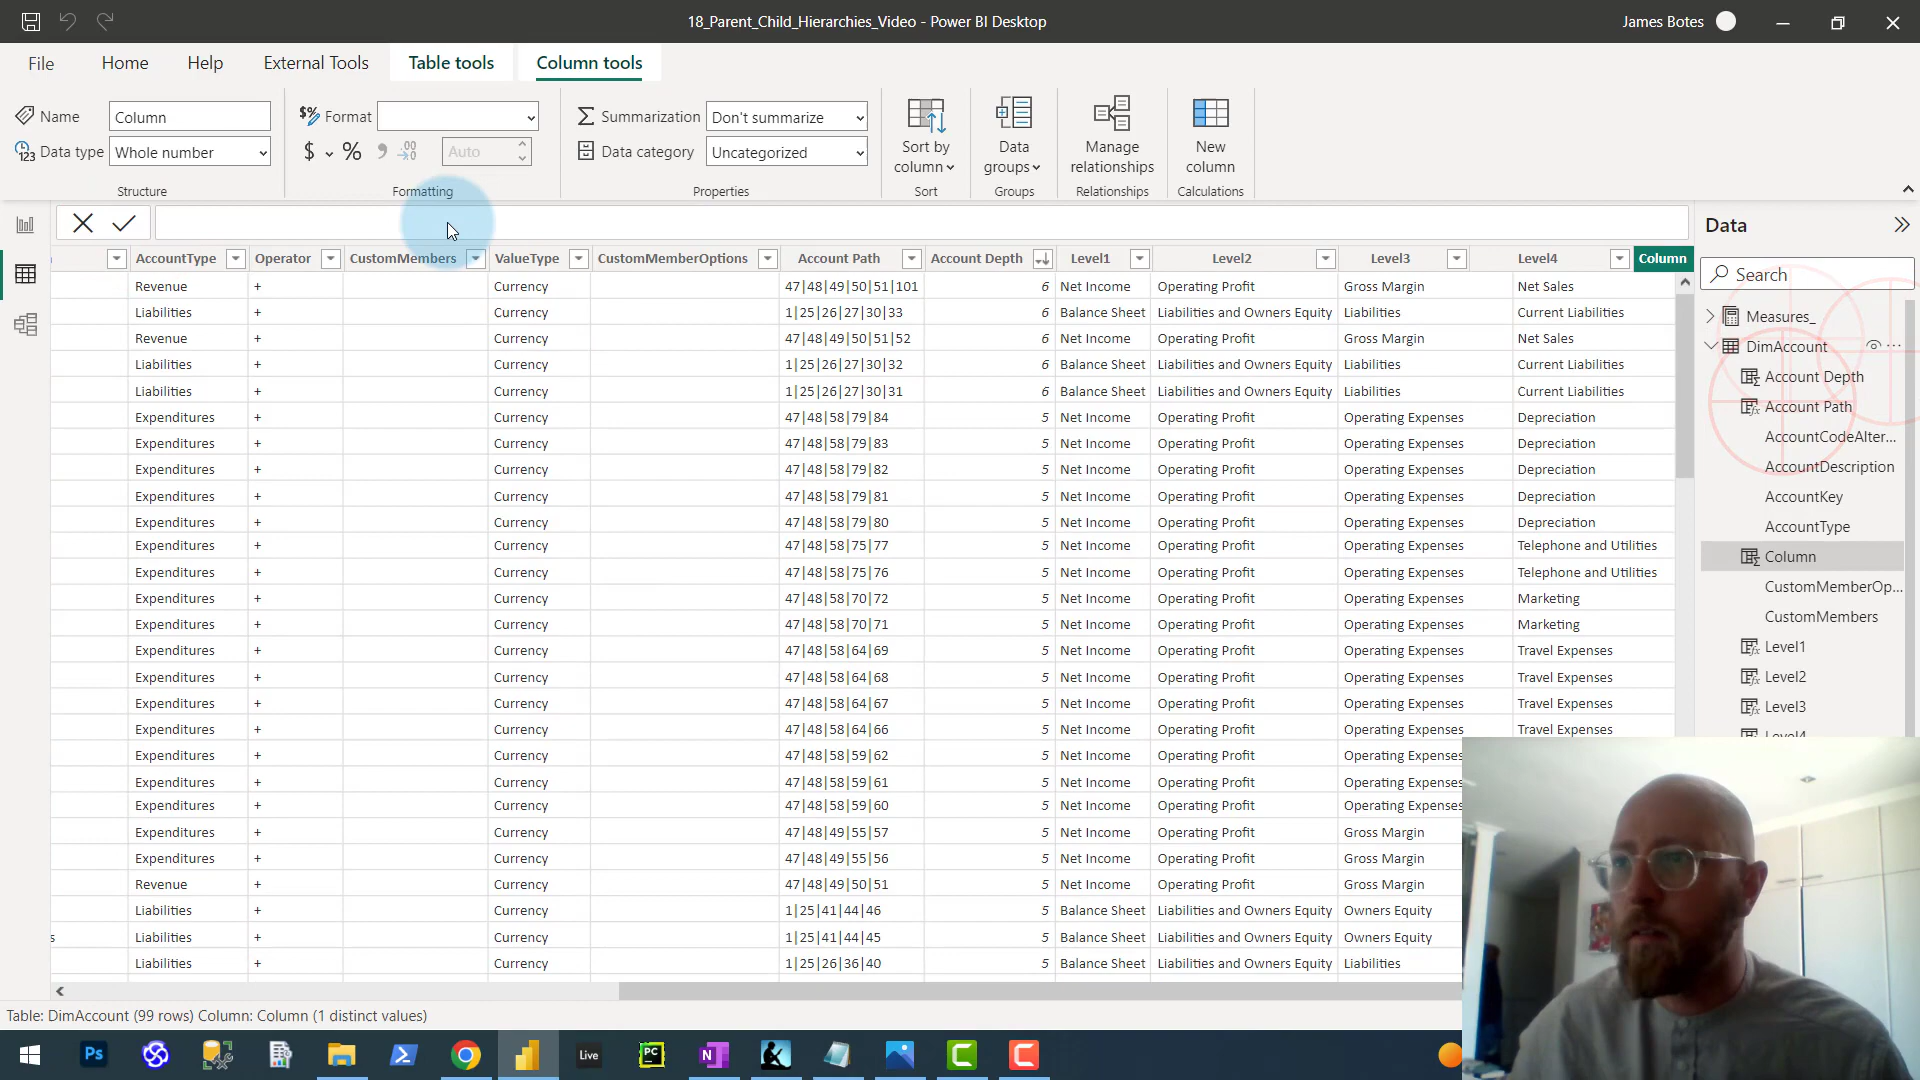 18_Parent_Child_Hierarchies_Video - Power BI Desktop
James Botes
File Home Help External Tools Table tools Column tools
Name Column
Data type Whole number
Structure
Format
$ % Auto
Formatting
Summarization Don't summarize
Data category Uncategorized
Properties
Sort by column
Sort
Data groups
Groups
Manage relationships
Relationships
New column
Calculations
AccountType Operator CustomMembers ValueType CustomMemberOptions Account Path Account Depth Level1 Level2 Level3 Level4 Column
Revenue + Currency 47|48|49|50|51|101 6 Net Income Operating Profit Gross Margin Net Sales
Liabilities + Currency 1|25|26|27|30|33 6 Balance Sheet Liabilities and Owners Equity Liabilities Current Liabilities
Revenue + Currency 47|48|49|50|51|52 6 Net Income Operating Profit Gross Margin Net Sales
Liabilities + Currency 1|25|26|27|30|32 6 Balance Sheet Liabilities and Owners Equity Liabilities Current Liabilities
Liabilities + Currency 1|25|26|27|30|31 6 Balance Sheet Liabilities and Owners Equity Liabilities Current Liabilities
Expenditures + Currency 47|48|58|79|84 5 Net Income Operating Profit Operating Expenses Depreciation
Expenditures + Currency 47|48|58|79|83 5 Net Income Operating Profit Operating Expenses Depreciation
Expenditures + Currency 47|48|58|79|82 5 Net Income Operating Profit Operating Expenses Depreciation
Expenditures + Currency 47|48|58|79|81 5 Net Income Operating Profit Operating Expenses Depreciation
Expenditures + Currency 47|48|58|79|80 5 Net Income Operating Profit Operating Expenses Depreciation
Expenditures + Currency 47|48|58|75|77 5 Net Income Operating Profit Operating Expenses Telephone and Utilities
Expenditures + Currency 47|48|58|75|76 5 Net Income Operating Profit Operating Expenses Telephone and Utilities
Expenditures + Currency 47|48|58|70|72 5 Net Income Operating Profit Operating Expenses Marketing
Expenditures + Currency 47|48|58|70|71 5 Net Income Operating Profit Operating Expenses Marketing
Expenditures + Currency 47|48|58|64|69 5 Net Income Operating Profit Operating Expenses Travel Expenses
Expenditures + Currency 47|48|58|64|68 5 Net Income Operating Profit Operating Expenses Travel Expenses
Expenditures + Currency 47|48|58|64|67 5 Net Income Operating Profit Operating Expenses Travel Expenses
Expenditures + Currency 47|48|58|64|66 5 Net Income Operating Profit Operating Expenses Travel Expenses
Expenditures + Currency 47|48|58|59|62 5 Net Income Operating Profit Operating Expenses
Expenditures + Currency 47|48|58|59|61 5 Net Income Operating Profit Operating Expenses
Expenditures + Currency 47|48|58|59|60 5 Net Income Operating Profit Operating Expenses
Expenditures + Currency 47|48|49|55|57 5 Net Income Operating Profit Gross Margin
Expenditures + Currency 47|48|49|55|56 5 Net Income Operating Profit Gross Margin
Revenue + Currency 47|48|49|50|51 5 Net Income Operating Profit Gross Margin
Liabilities + Currency 1|25|41|44|46 5 Balance Sheet Liabilities and Owners Equity Owners Equity
s Liabilities + Currency 1|25|41|44|45 5 Balance Sheet Liabilities and Owners Equity Owners Equity
Liabilities + Currency 1|25|26|36|40 5 Balance Sheet Liabilities and Owners Equity Liabilities
Data
Search
Measures_
DimAccount
Account Depth
Account Path
AccountCodeAlter...
AccountDescription
AccountKey
AccountType
Column
CustomMemberOp...
CustomMembers
Level1
Level2
Level3
Level4
Table: DimAccount (99 rows) Column: Column (1 distinct values)
Ps
Live
PC
N